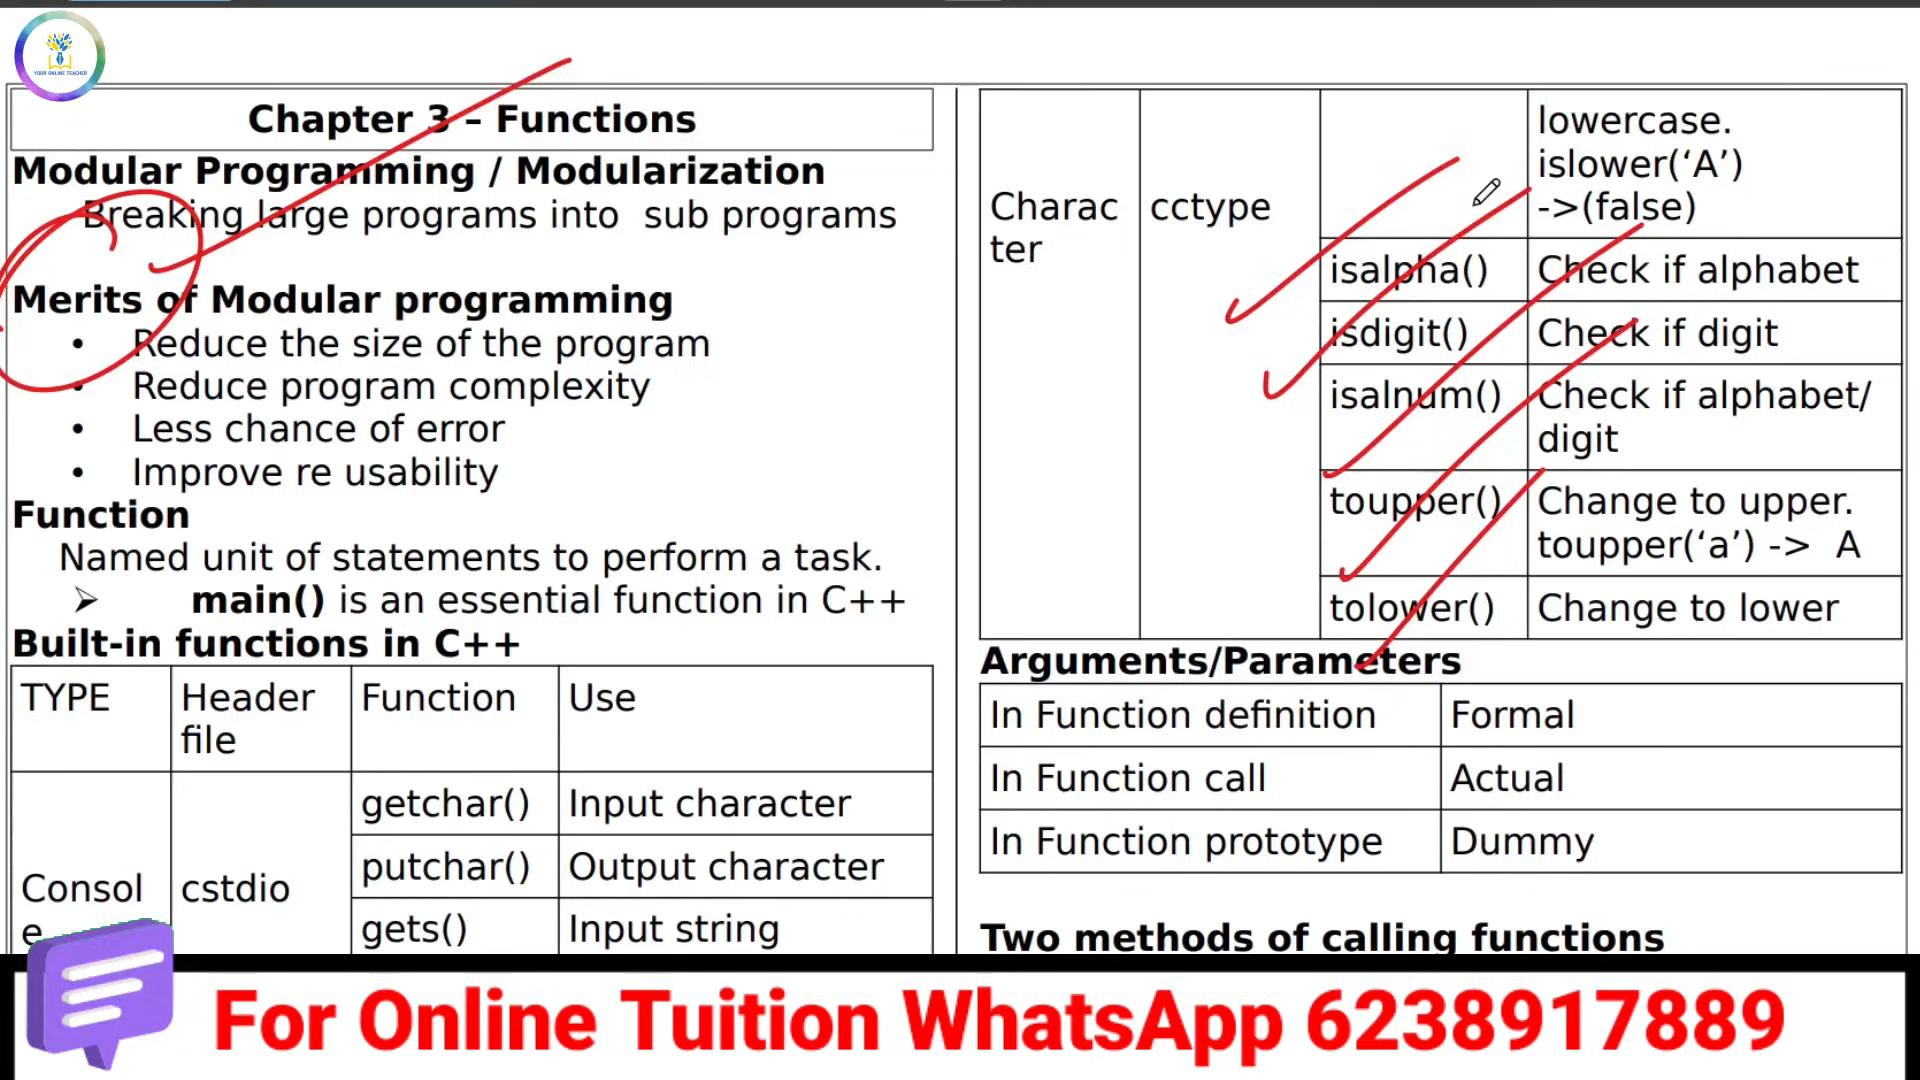 YOUR ONLINE TEACHER
Chapter 3 – Functions
Modular Programming / Modularization
Breaking large programs into sub programs
Merits of Modular programming
• Reduce the size of the program
• Reduce program complexity
• Less chance of error
• Improve re usability
Function
Named unit of statements to perform a task.
➢ main() is an essential function in C++
Built-in functions in C++
TYPE
Header
file
Function
Use
Consol
e
cstdio
getchar()
Input character
putchar()
Output character
gets()
Input string
Charac
ter
cctype
lowercase.
islower(‘A’)
->(false)
isalpha()
Check if alphabet
isdigit()
Check if digit
isalnum()
Check if alphabet/
digit
toupper()
Change to upper.
toupper(‘a’) -> A
tolower()
Change to lower
Arguments/Parameters
In Function definition
Formal
In Function call
Actual
In Function prototype
Dummy
Two methods of calling functions
For Online Tuition WhatsApp 6238917889